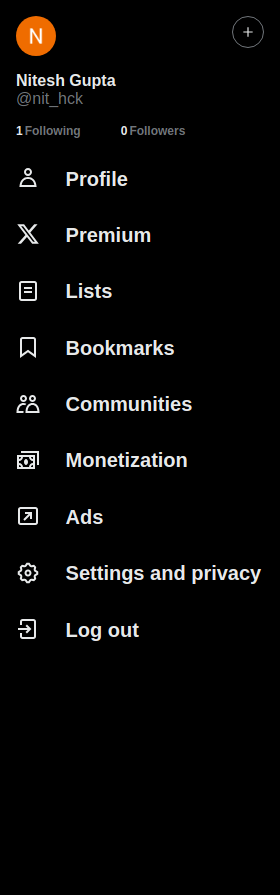 N
Nitesh Gupta
@nit_hck
1 Following 0 Followers
Profile
Premium
Lists
Bookmarks
Communities
Monetization
Ads
Settings and privacy
Log out